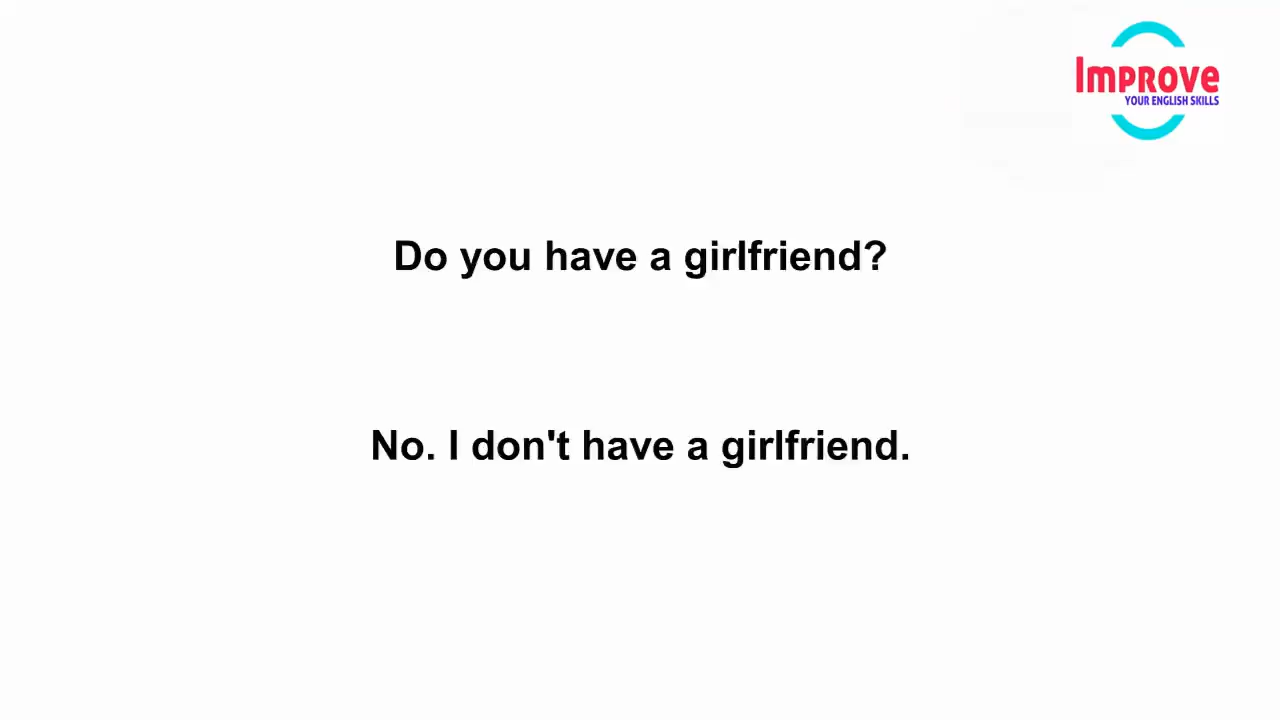 Improve
YOUR ENGLISH SKILLS
Do you have a girlfriend?
No. I don't have a girlfriend.